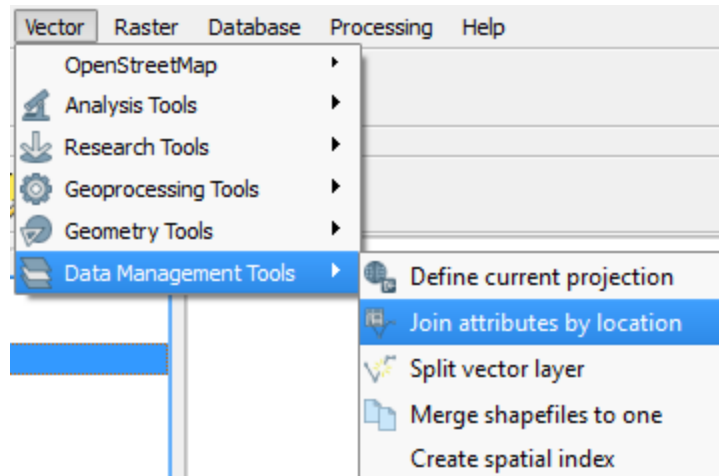 Vector Raster Database Processing Help
OpenStreetMap
Analysis Tools
Research Tools
Geoprocessing Tools
Geometry Tools
Data Management Tools
Define current projection
Join attributes by location
Split vector layer
Merge shapefiles to one
Create spatial index